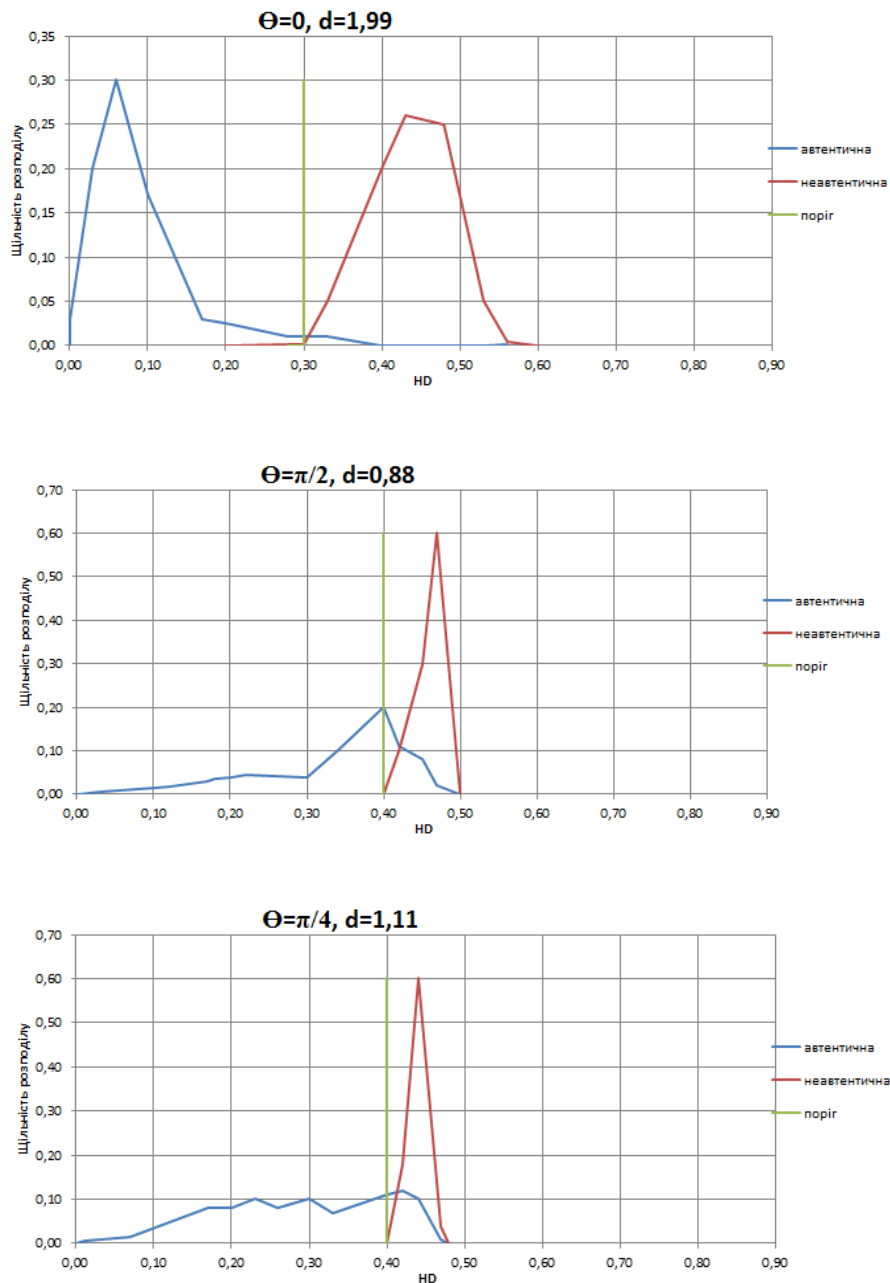 Ɵ=0, d=1,99
Щільність розподілу
0,35
0,30
0,25
0,20
0,15
0,10
0,05
0,00
0,00 0,10 0,20 0,30 0,40 0,50 0,60 0,70 0,80 0,90
HD
автентична
неавтентична
поріг
Ɵ=π/2, d=0,88
Щільність розподілу
0,70
0,60
0,50
0,40
0,30
0,20
0,10
0,00
0,00 0,10 0,20 0,30 0,40 0,50 0,60 0,70 0,80 0,90
HD
автентична
неавтентична
поріг
Ɵ=π/4, d=1,11
Щільність розподілу
0,70
0,60
0,50
0,40
0,30
0,20
0,10
0,00
0,00 0,10 0,20 0,30 0,40 0,50 0,60 0,70 0,80 0,90
HD
автентична
неавтентична
поріг